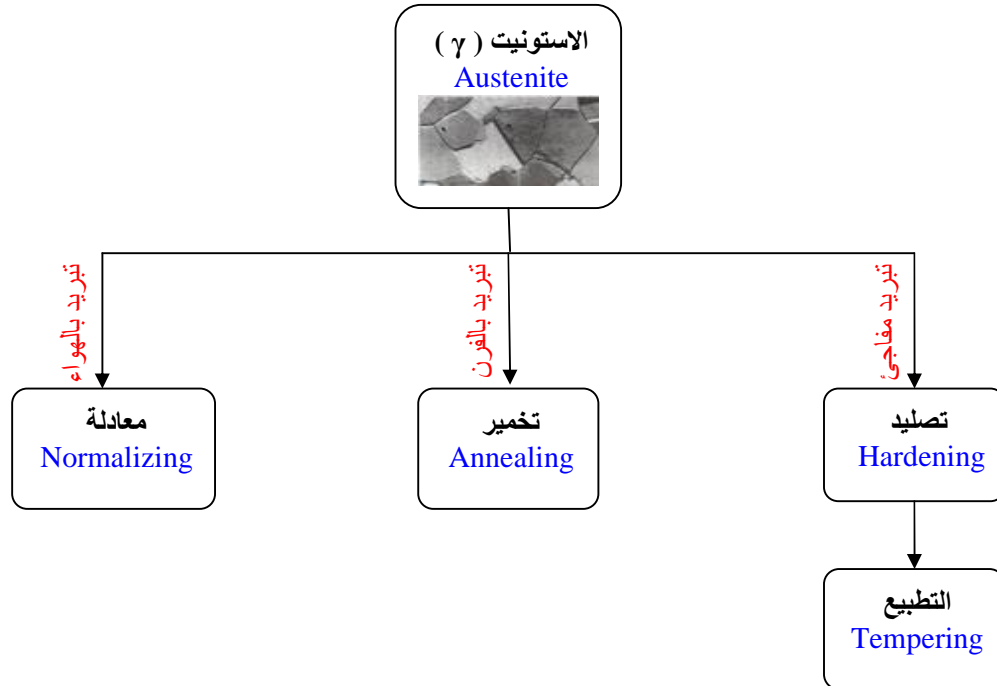 الاستونيت ( γ )
Austenite
تبريد بالهواء
تبريد بالفرن
تبريد مفاجئ
معادلة
Normalizing
تخمير
Annealing
تصليد
Hardening
التطبيع
Tempering